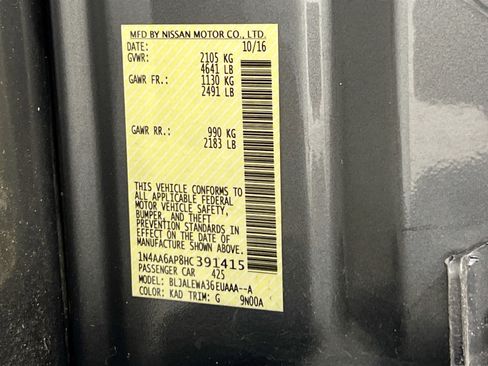 MFD BY NISSAN MOTOR CO., LTD.
DATE: 10/16
GVWR: 2105 KG
4641 LB
GAWR FR.: 1130 KG
2491 LB
GAWR RR.: 990 KG
2183 LB
THIS VEHICLE CONFORMS TO
ALL APPLICABLE FEDERAL
MOTOR VEHICLE SAFETY,
BUMPER, AND THEFT
PREVENTION STANDARDS IN
EFFECT ON THE DATE OF
MANUFACTURE SHOWN ABOVE.
1N4AA6AP8HC391415
PASSENGER CAR 425
MODEL: BLJALEWA36EUAAA--A
COLOR: KAD TRIM: G 9N00A